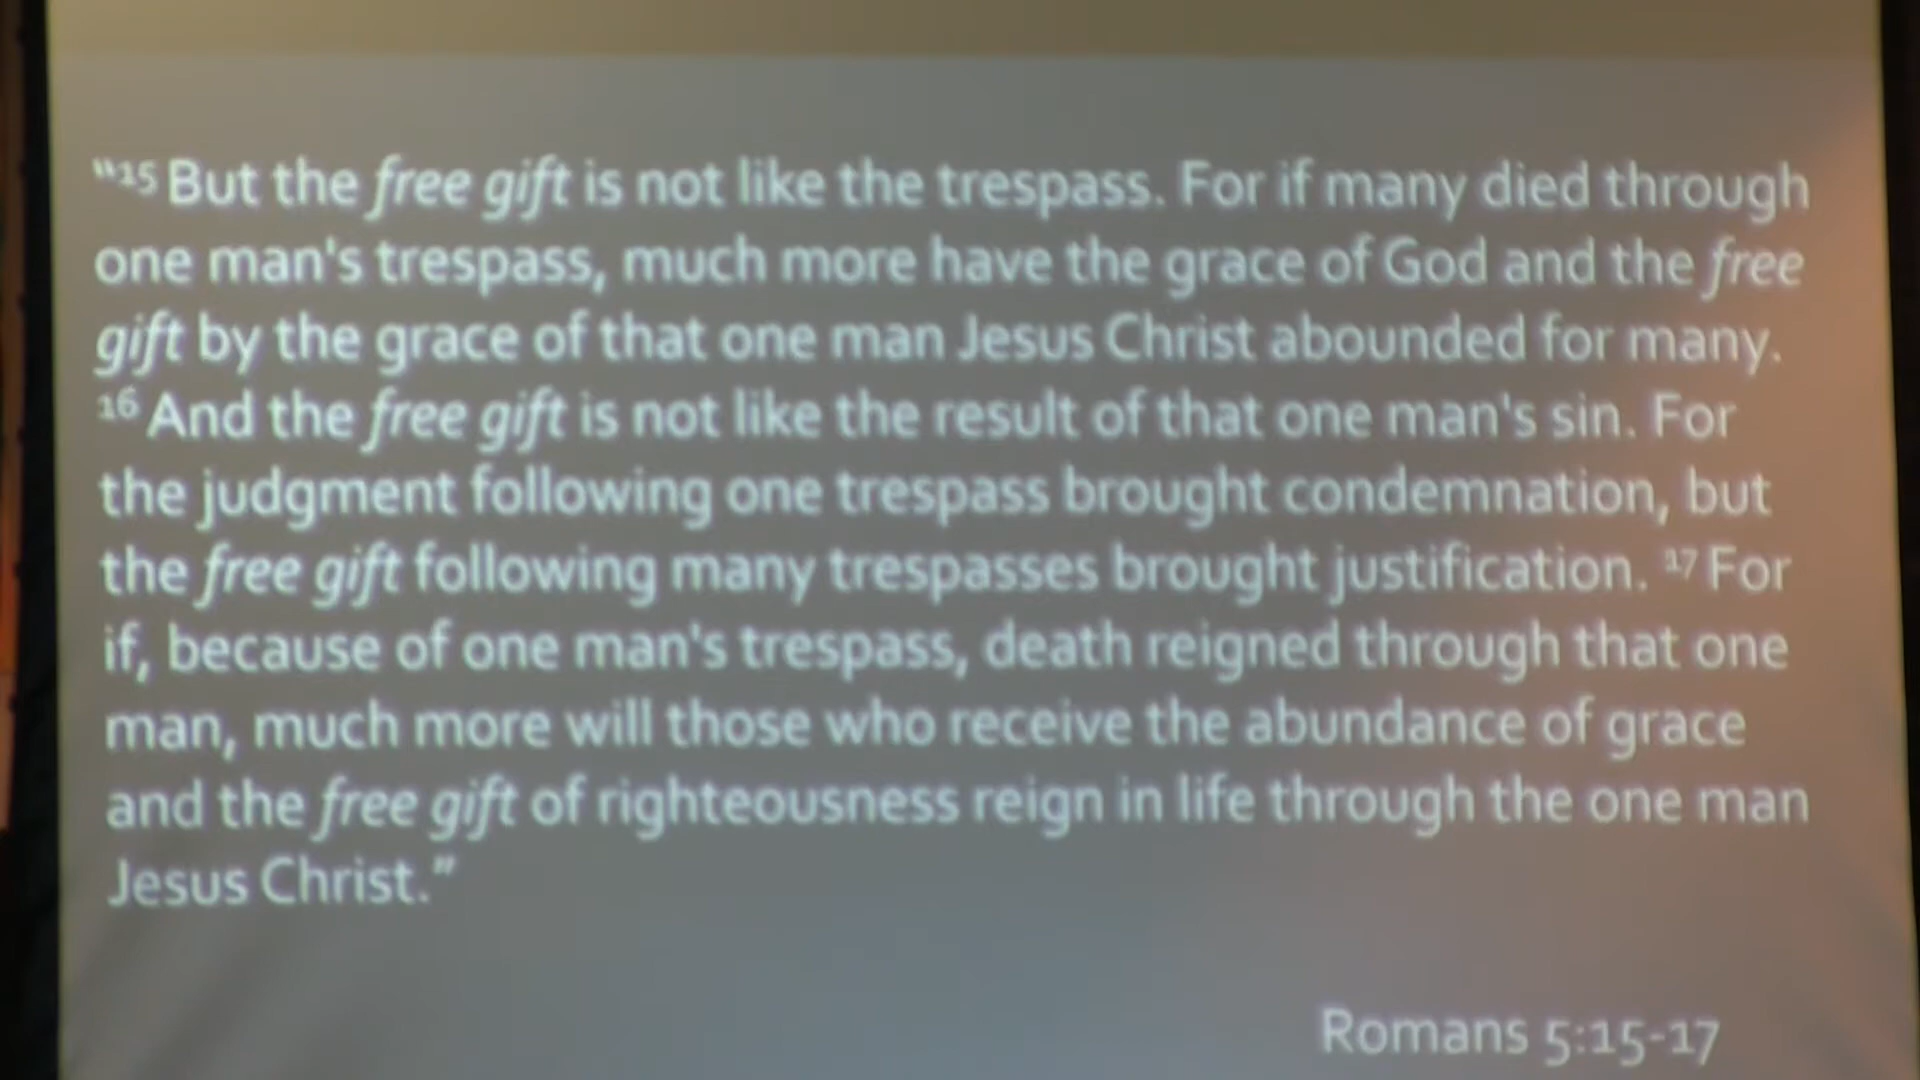 “15 But the free gift is not like the trespass. For if many died through
one man's trespass, much more have the grace of God and the free
gift by the grace of that one man Jesus Christ abounded for many.
16 And the free gift is not like the result of that one man's sin. For
the judgment following one trespass brought condemnation, but
the free gift following many trespasses brought justification. 17 For
if, because of one man's trespass, death reigned through that one
man, much more will those who receive the abundance of grace
and the free gift of righteousness reign in life through the one man
Jesus Christ.”
Romans 5:15-17